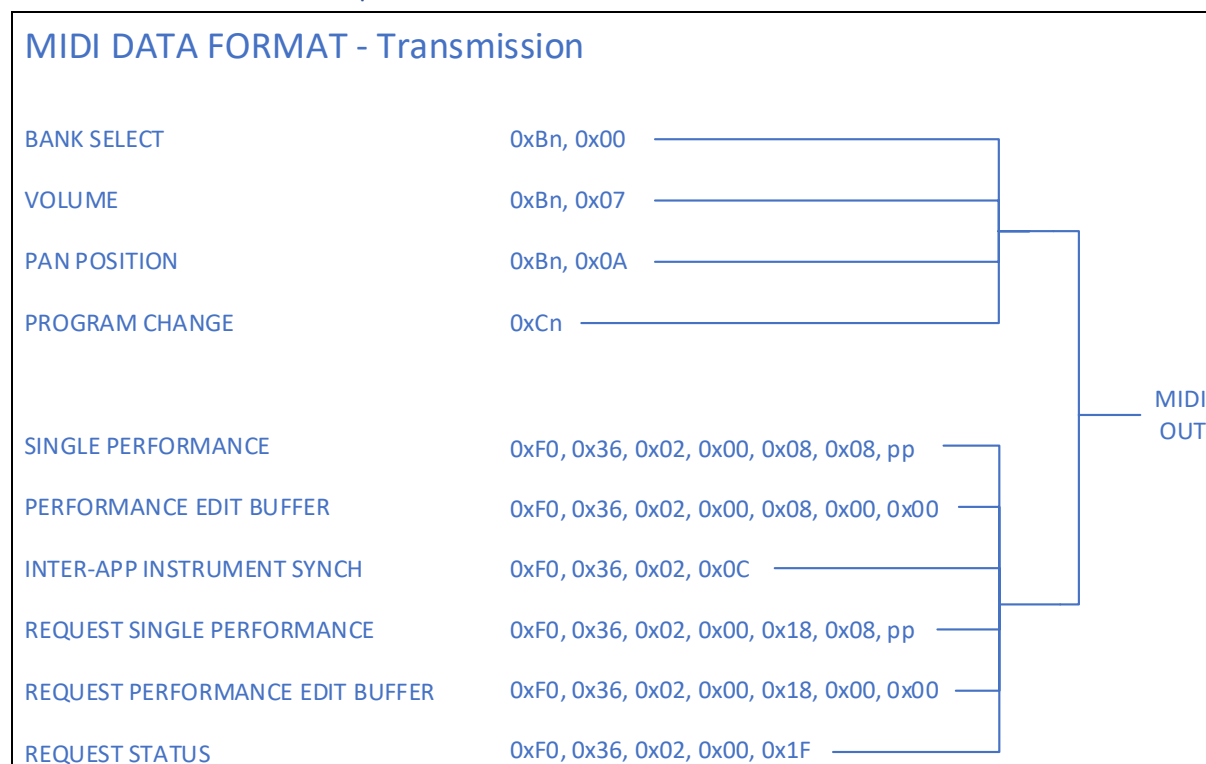 MIDI DATA FORMAT - Transmission
BANK SELECT 0xBn, 0x00
VOLUME 0xBn, 0x07
PAN POSITION 0xBn, 0x0A
PROGRAM CHANGE 0xCn
MIDI
OUT
SINGLE PERFORMANCE 0xF0, 0x36, 0x02, 0x00, 0x08, 0x08, pp
PERFORMANCE EDIT BUFFER 0xF0, 0x36, 0x02, 0x00, 0x08, 0x00, 0x00
INTER-APP INSTRUMENT SYNCH 0xF0, 0x36, 0x02, 0x0C
REQUEST SINGLE PERFORMANCE 0xF0, 0x36, 0x02, 0x00, 0x18, 0x08, pp
REQUEST PERFORMANCE EDIT BUFFER 0xF0, 0x36, 0x02, 0x00, 0x18, 0x00, 0x00
REQUEST STATUS 0xF0, 0x36, 0x02, 0x00, 0x1F